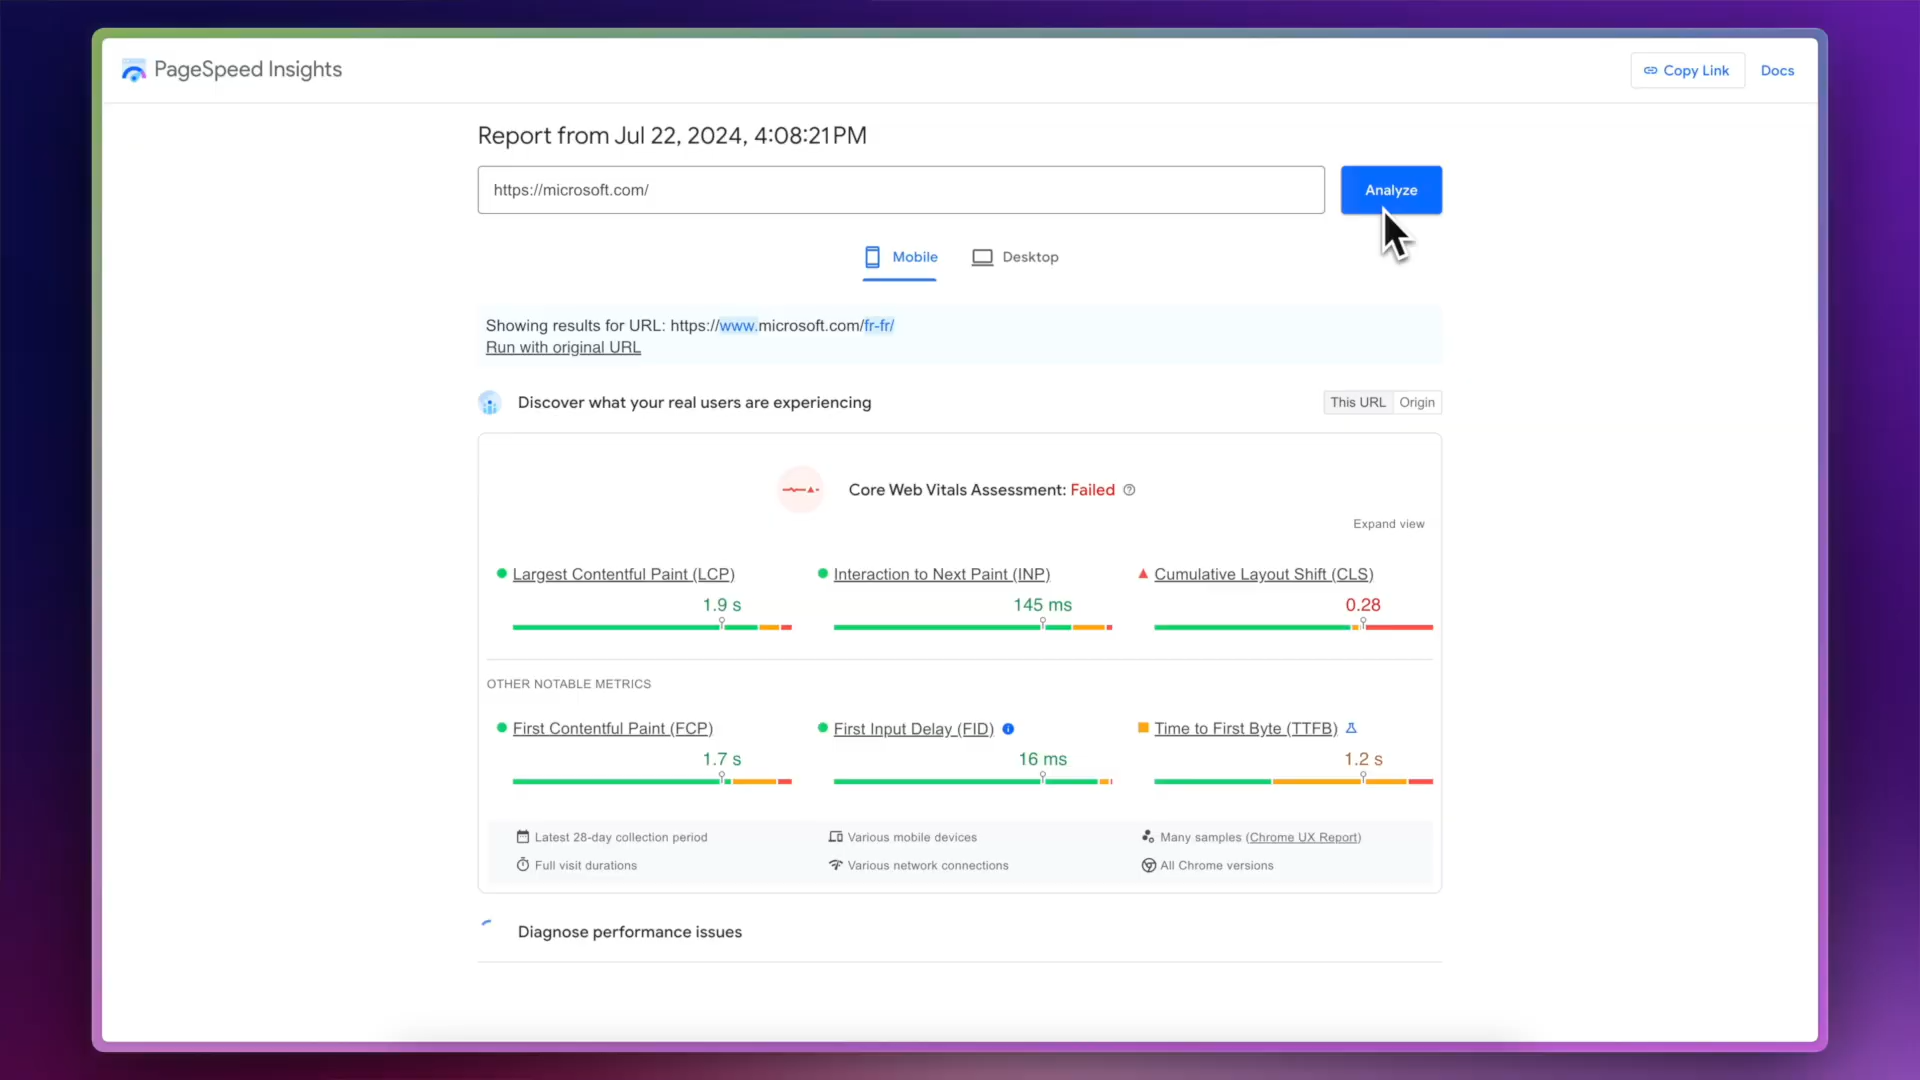 PageSpeed Insights
Copy Link
Docs
Report from Jul 22, 2024, 4:08:21 PM
https://microsoft.com/
Analyze
Mobile
Desktop
Showing results for URL: https://www.microsoft.com/fr-fr/
Run with original URL
Discover what your real users are experiencing
This URL
Origin
Core Web Vitals Assessment: Failed
Expand view
Largest Contentful Paint (LCP)
1.9 s
Interaction to Next Paint (INP)
145 ms
Cumulative Layout Shift (CLS)
0.28
OTHER NOTABLE METRICS
First Contentful Paint (FCP)
1.7 s
First Input Delay (FID)
16 ms
Time to First Byte (TTFB)
1.2 s
Latest 28-day collection period
Various mobile devices
Many samples (Chrome UX Report)
Full visit durations
Various network connections
All Chrome versions
Diagnose performance issues